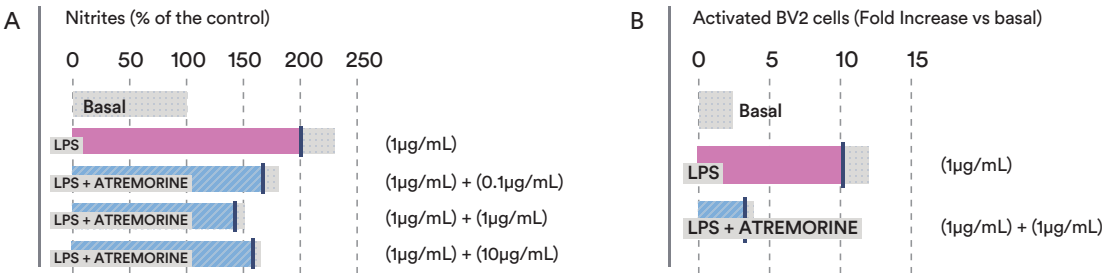 A
Nitrites (% of the control)
0 50 100 150 200 250
Basal
LPS
(1µg/mL)
LPS + ATREMORINE
(1µg/mL) + (0.1µg/mL)
LPS + ATREMORINE
(1µg/mL) + (1µg/mL)
LPS + ATREMORINE
(1µg/mL) + (10µg/mL)
B
Activated BV2 cells (Fold Increase vs basal)
0 5 10 15
Basal
LPS
(1µg/mL)
LPS + ATREMORINE
(1µg/mL) + (1µg/mL)